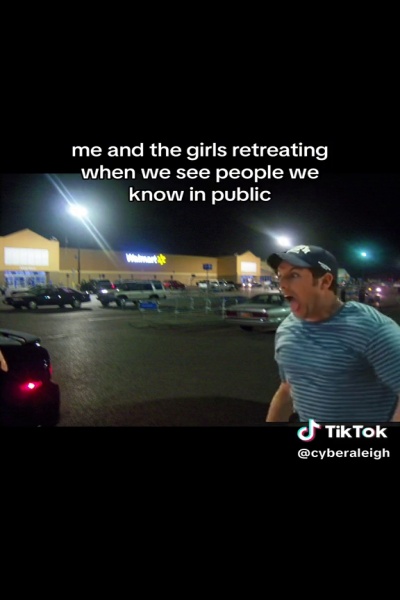 me and the girls retreating
when we see people we
know in public
Walmart
TikTok
@cyberaleigh